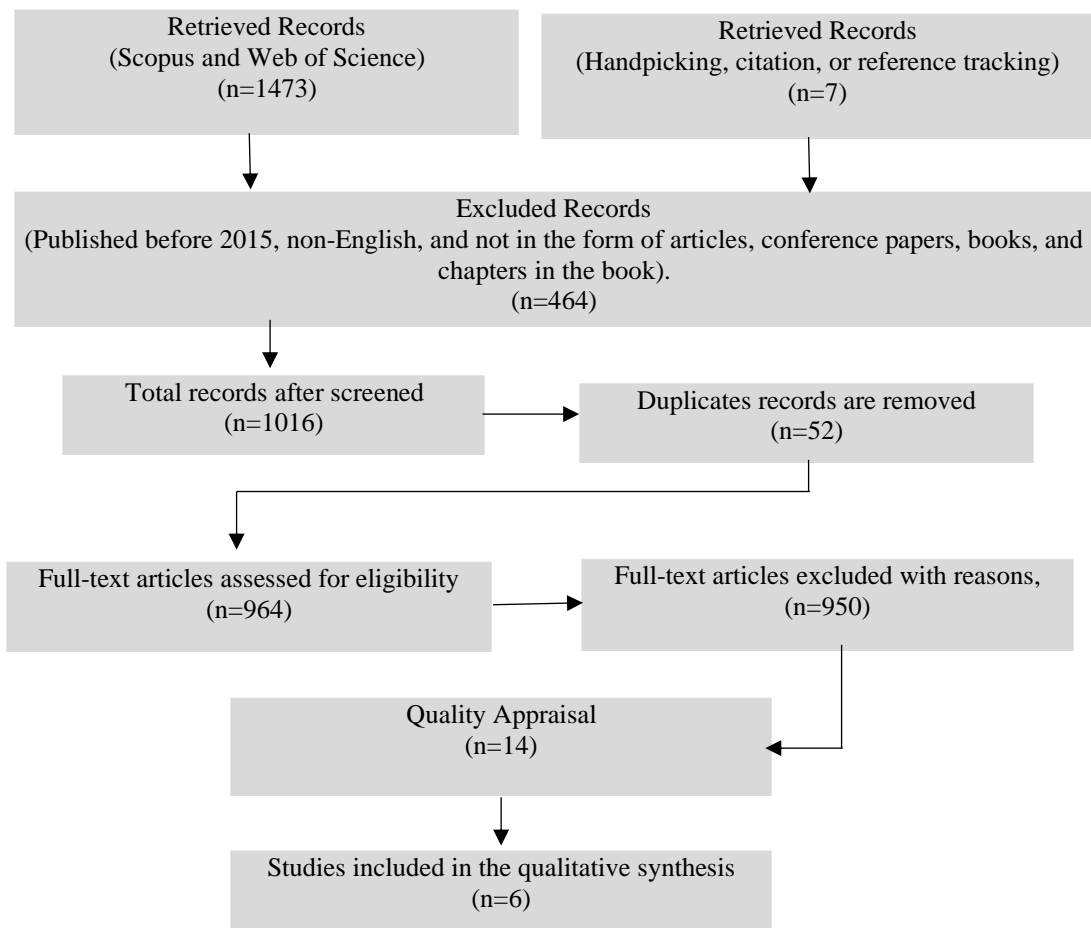 Retrieved Records
(Scopus and Web of Science)
(n=1473)
Retrieved Records
(Handpicking, citation, or reference tracking)
(n=7)
Excluded Records
(Published before 2015, non-English, and not in the form of articles, conference papers, books, and
chapters in the book).
(n=464)
Total records after screened
(n=1016)
Duplicates records are removed
(n=52)
Full-text articles assessed for eligibility
(n=964)
Full-text articles excluded with reasons,
(n=950)
Quality Appraisal
(n=14)
Studies included in the qualitative synthesis
(n=6)